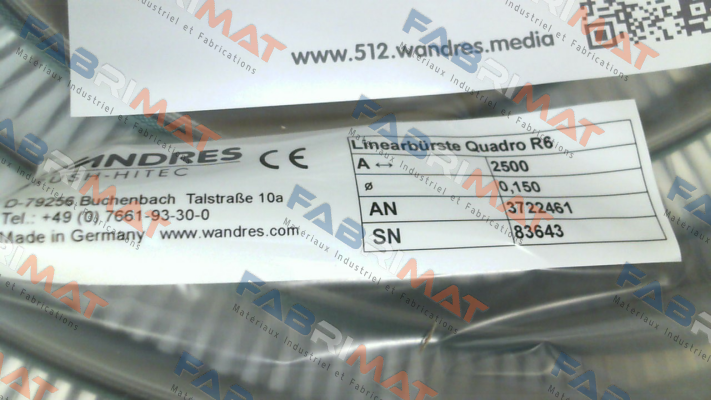 www.512.wandres.media
WANDRES CE
BRUSH-HITEC
D-79256 Buchenbach Talstraße 10a
Tel.: +49 (0) 7661-93-30-0
Made in Germany www.wandres.com
Linearbürste Quadro R6
A ↔ 2500
ø 0,150
AN 3722461
SN 83643
FABRIMAT
Materiaux Industriel et Fabrications